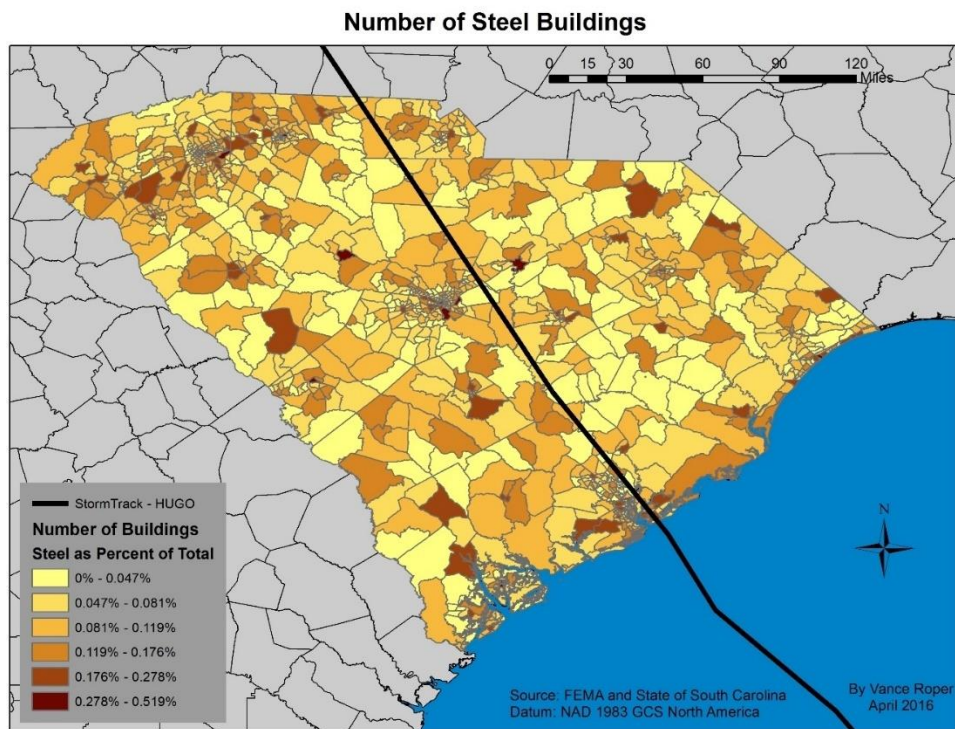 Number of Steel Buildings
0 15 30 60 90 120
Miles
StormTrack - HUGO
Number of Buildings
Steel as Percent of Total
0% - 0.047%
0.047% - 0.081%
0.081% - 0.119%
0.119% - 0.176%
0.176% - 0.278%
0.278% - 0.519%
N
Source: FEMA and State of South Carolina
Datum: NAD 1983 GCS North America
By Vance Roper
April 2016